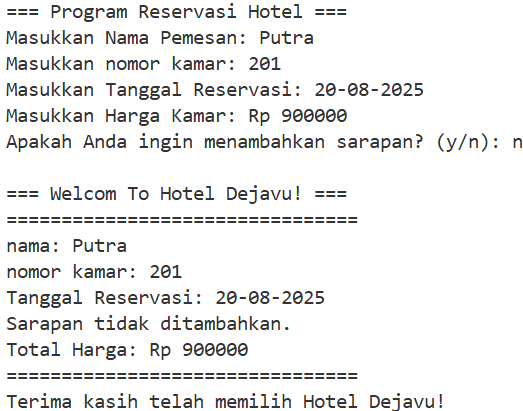 === Program Reservasi Hotel ===
Masukkan Nama Pemesan: Putra
Masukkan nomor kamar: 201
Masukkan Tanggal Reservasi: 20-08-2025
Masukkan Harga Kamar: Rp 900000
Apakah Anda ingin menambahkan sarapan? (y/n): n

=== Welcom To Hotel Dejavu! ===
================================
nama: Putra
nomor kamar: 201
Tanggal Reservasi: 20-08-2025
Sarapan tidak ditambahkan.
Total Harga: Rp 900000
================================
Terima kasih telah memilih Hotel Dejavu!